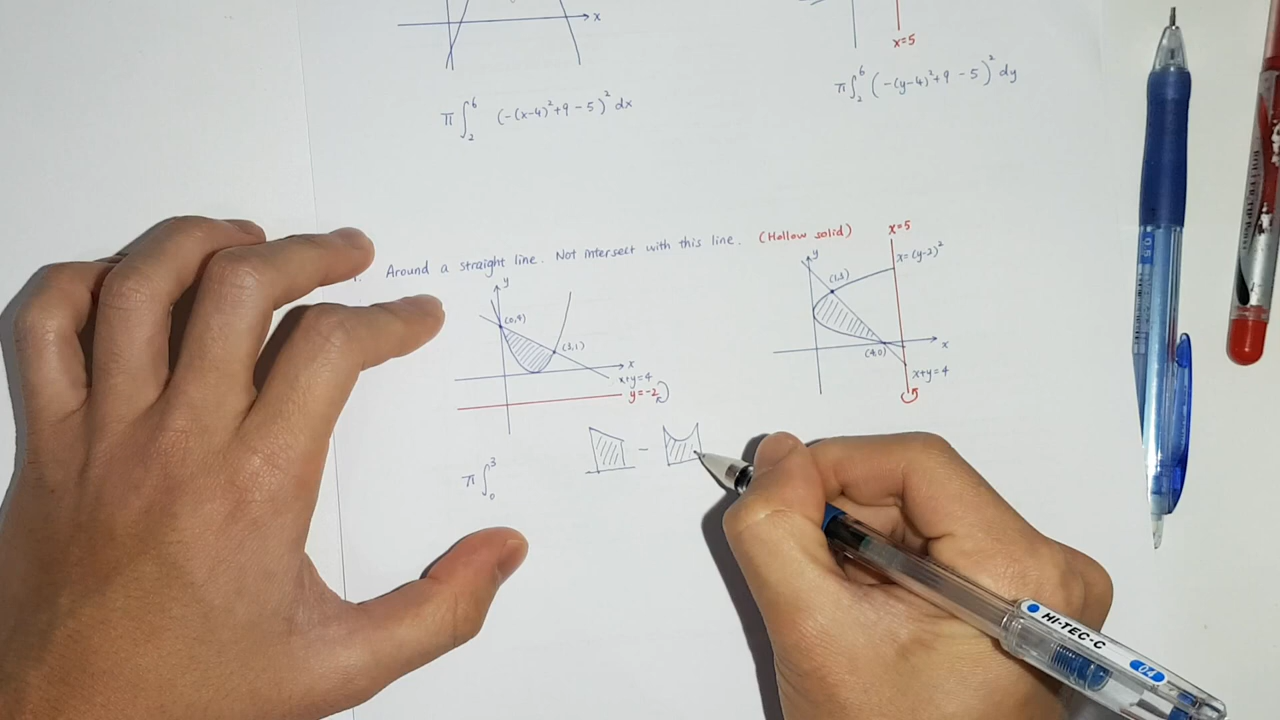 x
π∫₂⁶ (-(x-4)²+9-5)² dx
x=5
π∫₂⁶ (-(y-4)²+9-5)² dy
Around a straight line. Not intersect with this line. (Hollow solid)
y
(0,4)
(3,1)
x
x+y=4
y=-2
π∫₀³
-
x=5
y
x=(y-2)²
(1,3)
(4,0)
x
x+y=4
HI-TEC-C
0.4
0.5